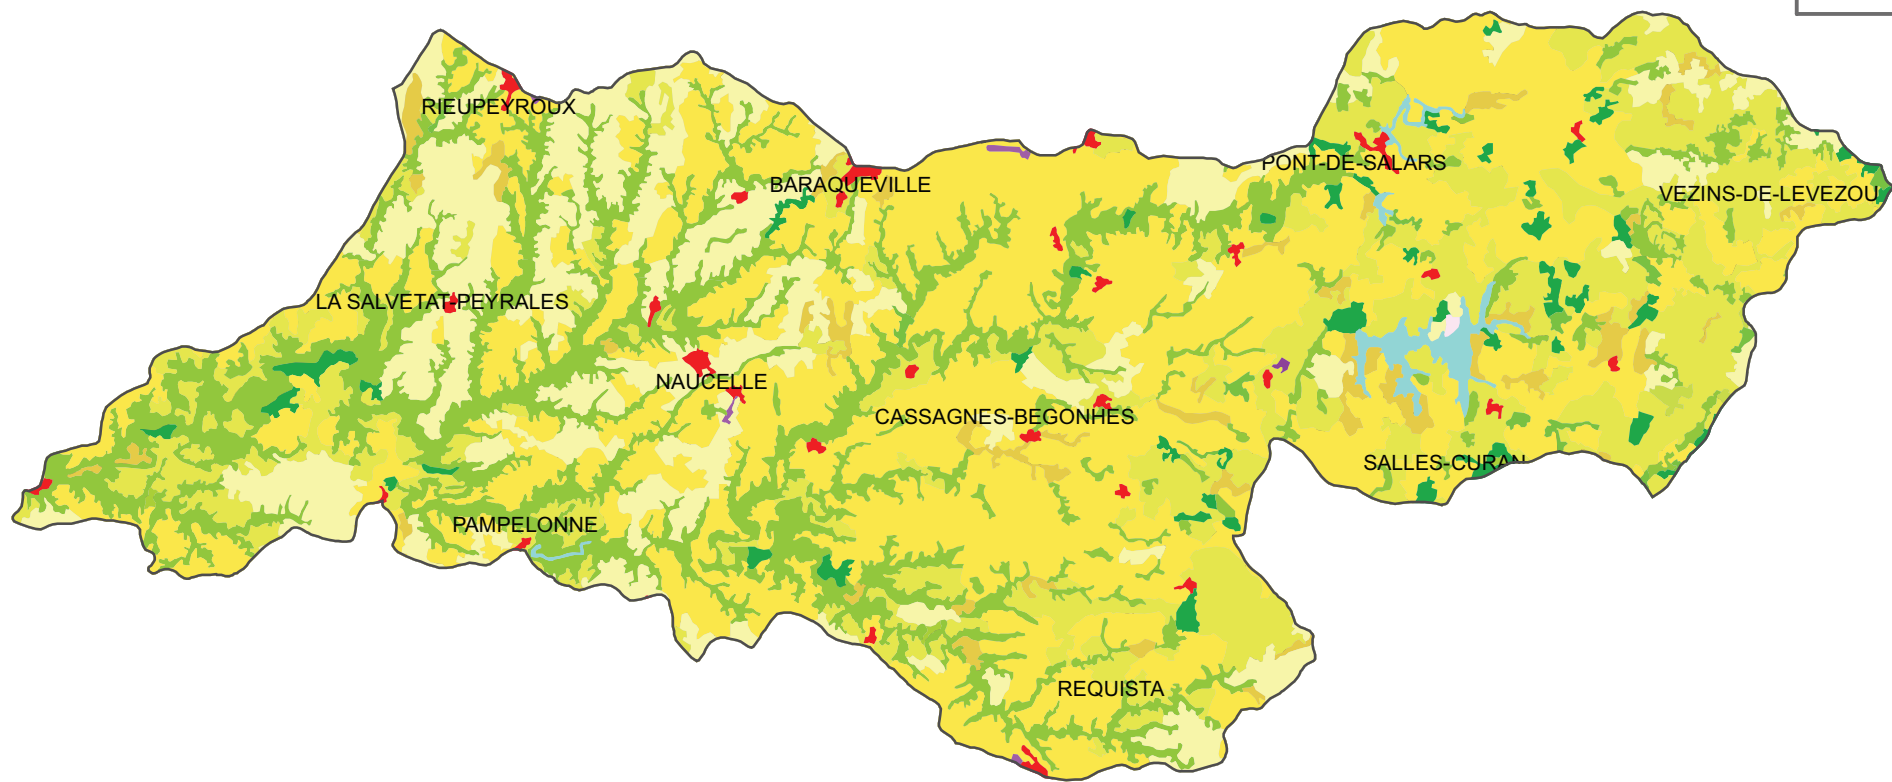 RIEUPEYROUX
PONT-DE-SALARS
BARAQUEVILLE
VEZINS-DE-LEVEZOU
LA SALVETAT-PEYRALES
NAUCELLE
CASSAGNES-BEGONHES
SALLES-CURAN
PAMPELONNE
REQUISTA